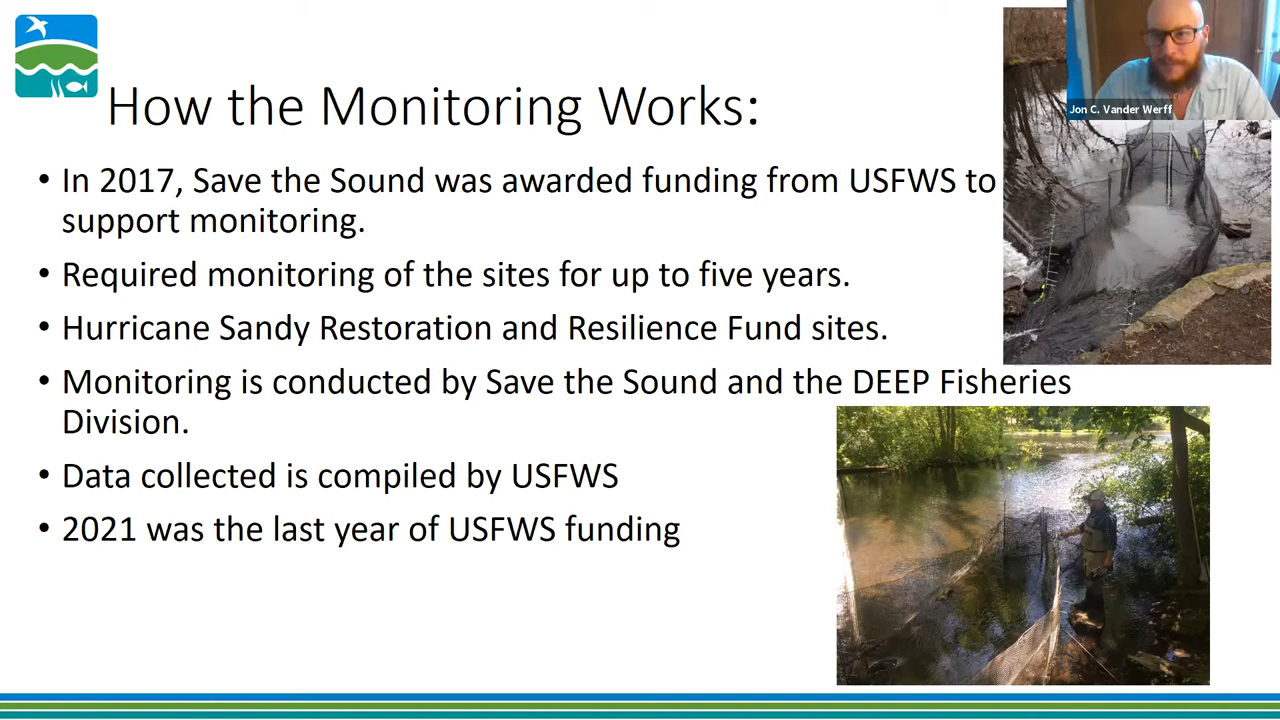 How the Monitoring Works:
Jon C. Vander Werff
• In 2017, Save the Sound was awarded funding from USFWS to
support monitoring.
• Required monitoring of the sites for up to five years.
• Hurricane Sandy Restoration and Resilience Fund sites.
• Monitoring is conducted by Save the Sound and the DEEP Fisheries
Division.
• Data collected is compiled by USFWS
• 2021 was the last year of USFWS funding